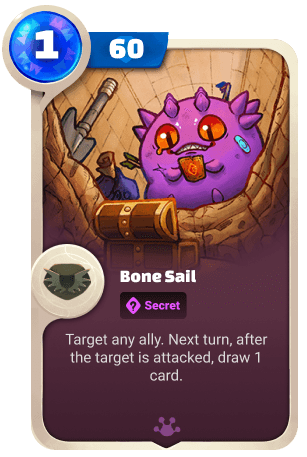 1
60
Bone Sail
Secret
Target any ally. Next turn, after
the target is attacked, draw 1
card.